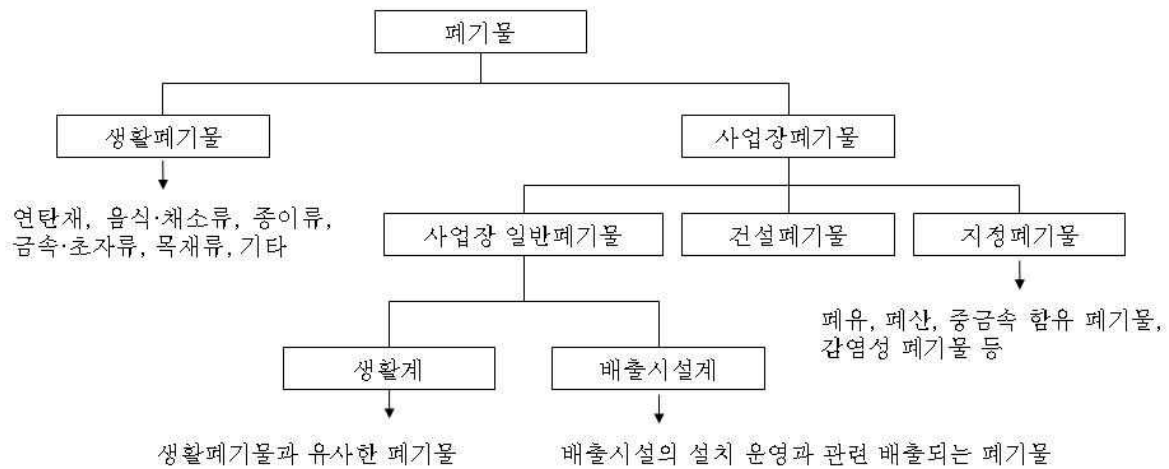 폐기물
생활폐기물
사업장폐기물
연탄재, 음식·채소류, 종이류,
금속·초자류, 목재류, 기타
사업장 일반폐기물
건설폐기물
지정폐기물
폐유, 폐산, 중금속 함유 폐기물,
감염성 폐기물 등
생활계
배출시설계
생활폐기물과 유사한 폐기물
배출시설의 설치 운영과 관련 배출되는 폐기물